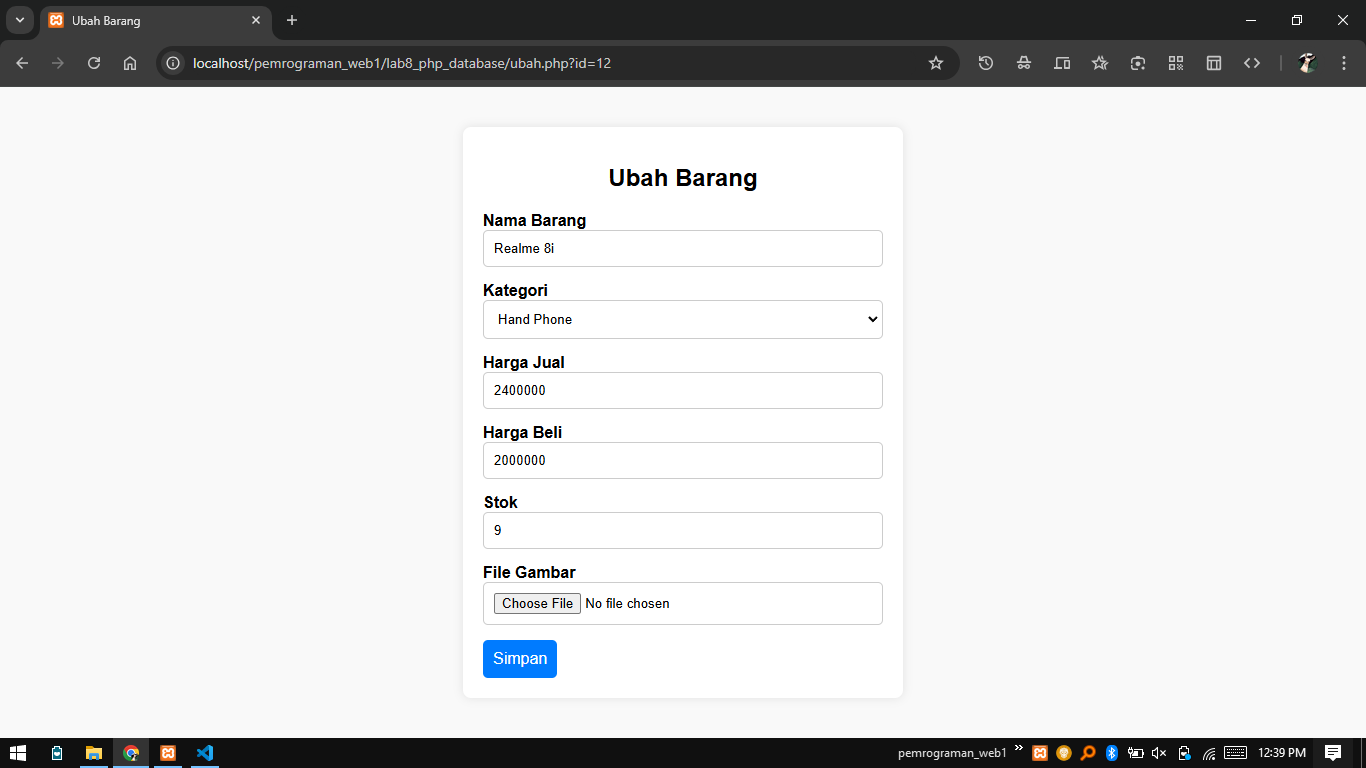 Ubah Barang
localhost/pemrograman_web1/lab8_php_database/ubah.php?id=12
Ubah Barang
Nama Barang
Realme 8i
Kategori
Hand Phone
Harga Jual
2400000
Harga Beli
2000000
Stok
9
File Gambar
Choose File No file chosen
Simpan
pemrograman_web1 12:39 PM